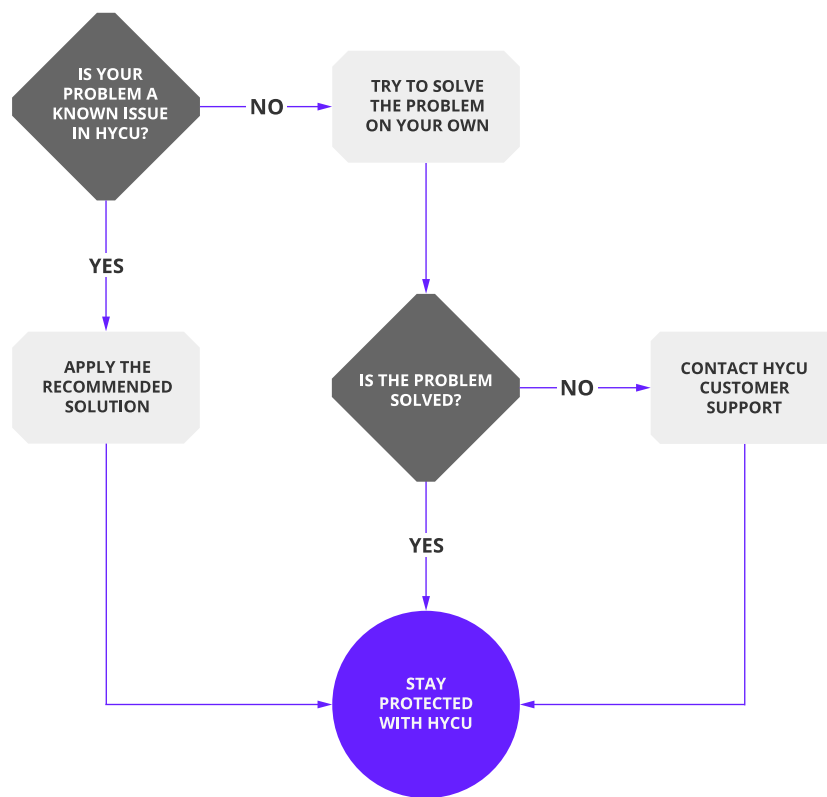 IS YOUR
PROBLEM A
KNOWN ISSUE
IN HYCU?
NO
TRY TO SOLVE
THE PROBLEM
ON YOUR OWN
YES
APPLY THE
RECOMMENDED
SOLUTION
IS THE PROBLEM
SOLVED?
NO
CONTACT HYCU
CUSTOMER
SUPPORT
YES
STAY
PROTECTED
WITH HYCU